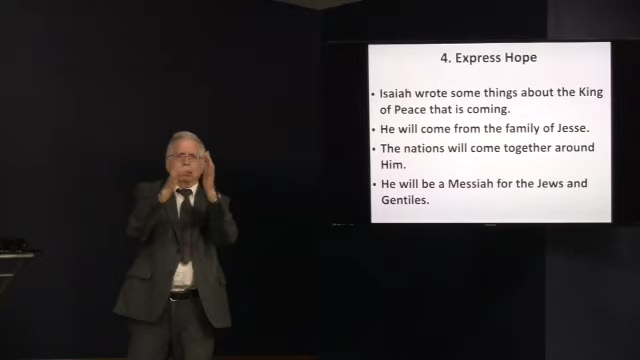 4. Express Hope
• Isaiah wrote some things about the King
of Peace that is coming.
• He will come from the family of Jesse.
• The nations will come together around
Him.
• He will be a Messiah for the Jews and
Gentiles.